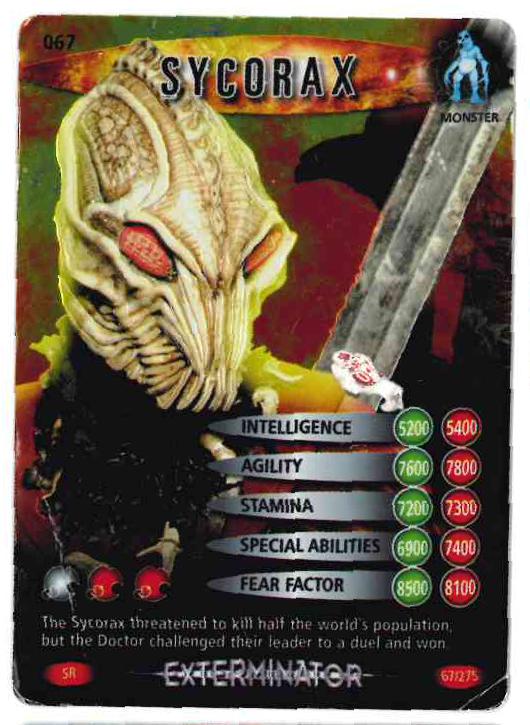 067
SYCORAX
MONSTER
INTELLIGENCE 5200 5400
AGILITY 7600 7800
STAMINA 7200 7300
SPECIAL ABILITIES 6900 7400
FEAR FACTOR 8500 8100
The Sycorax threatened to kill half the world's population,
but the Doctor challenged their leader to a duel and won.
SR
EXTERMINATOR
67/275